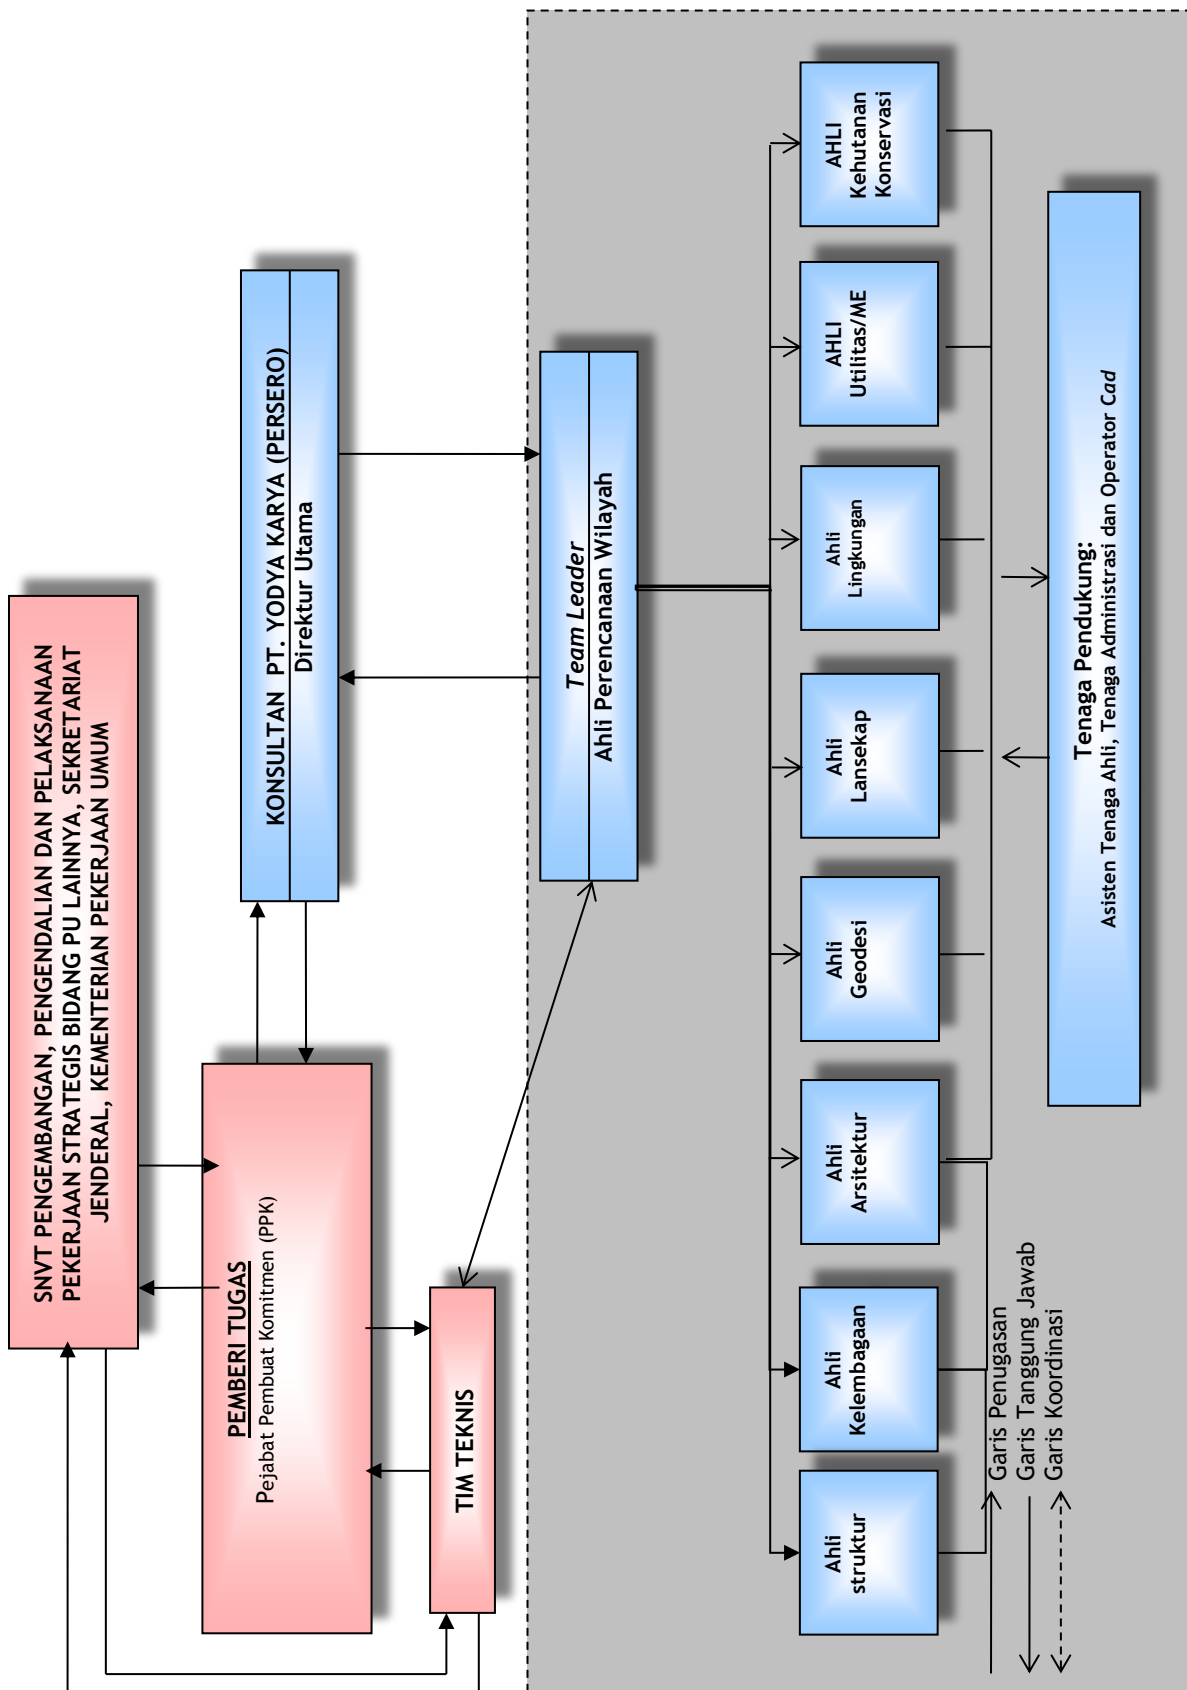 SNVT PENGEMBANGAN, PENGENDALIAN DAN PELAKSANAAN
PEKERJAAN STRATEGIS BIDANG PU LAINNYA, SEKRETARIAT
JENDERAL, KEMENTERIAN PEKERJAAN UMUM
PEMBERI TUGAS
Pejabat Pembuat Komitmen (PPK)
KONSULTAN PT. YODYA KARYA (PERSERO)
Direktur Utama
TIM TEKNIS
Team Leader
Ahli Perencanaan Wilayah
Ahli
struktur
Ahli
Kelembagaan
Ahli
Arsitektur
Ahli
Geodesi
Ahli
Lansekap
Ahli
Lingkungan
AHLI
Utilitas/ME
AHLI
Kehutanan
Konservasi
Tenaga Pendukung:
Asisten Tenaga Ahli, Tenaga Administrasi dan Operator Cad
Garis Penugasan
Garis Tanggung Jawab
Garis Koordinasi